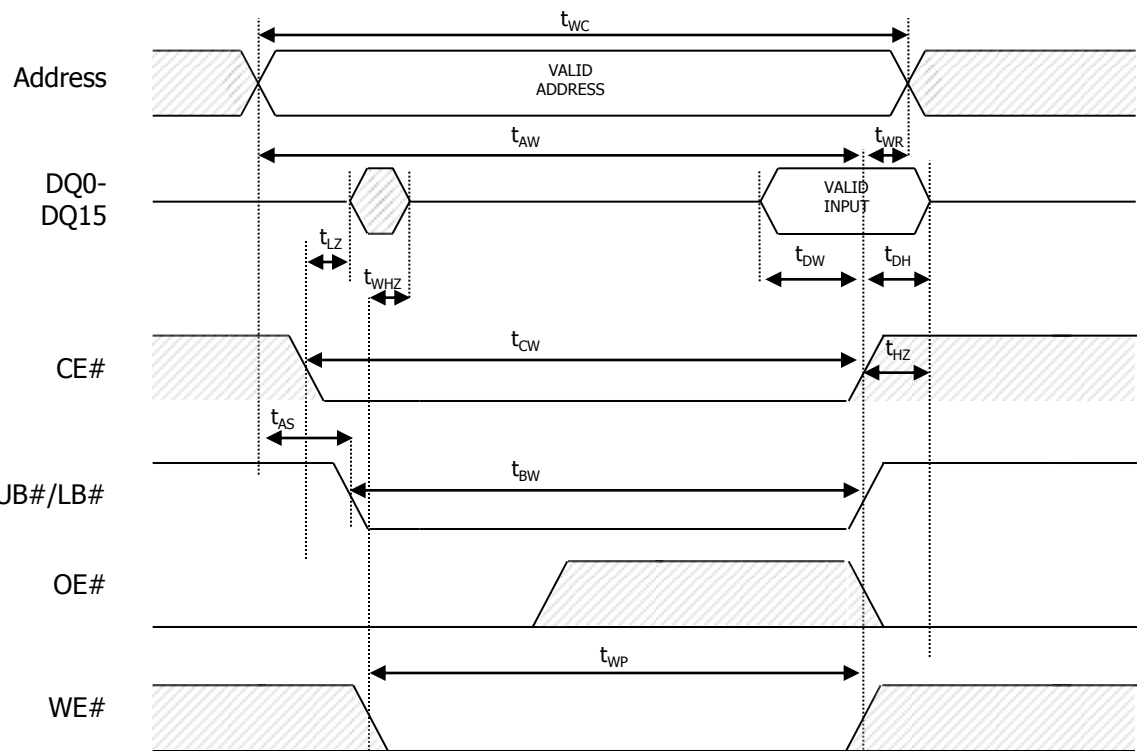 tWC
Address
VALID
ADDRESS
tAW
tWR
DQ0-
DQ15
VALID
INPUT
tLZ
tWHZ
tDW
tDH
CE#
tCW
tHZ
tAS
UB#/LB#
tBW
OE#
tWP
WE#